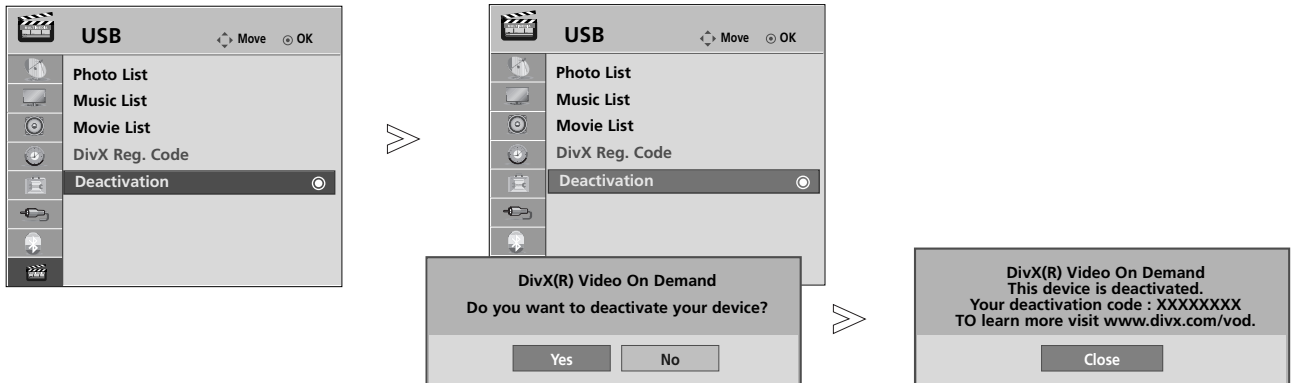 USB Move OK
Photo List
Music List
Movie List
DivX Reg. Code
Deactivation
USB Move OK
Photo List
Music List
Movie List
DivX Reg. Code
Deactivation
DivX(R) Video On Demand
Do you want to deactivate your device?
Yes No
DivX(R) Video On Demand
This device is deactivated.
Your deactivation code : XXXXXXXX
TO learn more visit www.divx.com/vod.
Close